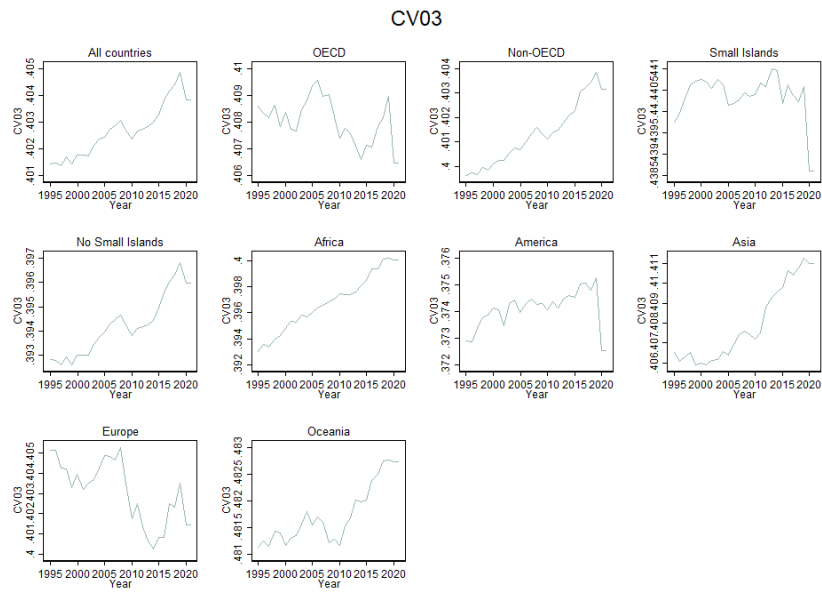 CV03
All countries
CV03
.401 .402 .403 .404 .405
1995 2000 2005 2010 2015 2020
Year
OECD
CV03
.406 .407 .408 .409 .41
1995 2000 2005 2010 2015 2020
Year
Non-OECD
CV03
.4 .401 .402 .403 .404
1995 2000 2005 2010 2015 2020
Year
Small Islands
CV03
1995 2000 2005 2010 2015 2020
Year
No Small Islands
CV03
.393 .394 .395 .396 .397
1995 2000 2005 2010 2015 2020
Year
Africa
CV03
.392 .394 .396 .398 .4
1995 2000 2005 2010 2015 2020
Year
America
CV03
.372 .373 .374 .375 .376
1995 2000 2005 2010 2015 2020
Year
Asia
CV03
.406 .407 .408 .409 .41 .411
1995 2000 2005 2010 2015 2020
Year
Europe
CV03
.4 .401 .402 .403 .404 .405
1995 2000 2005 2010 2015 2020
Year
Oceania
CV03
.481 .4815 .482 .4825 .483
1995 2000 2005 2010 2015 2020
Year